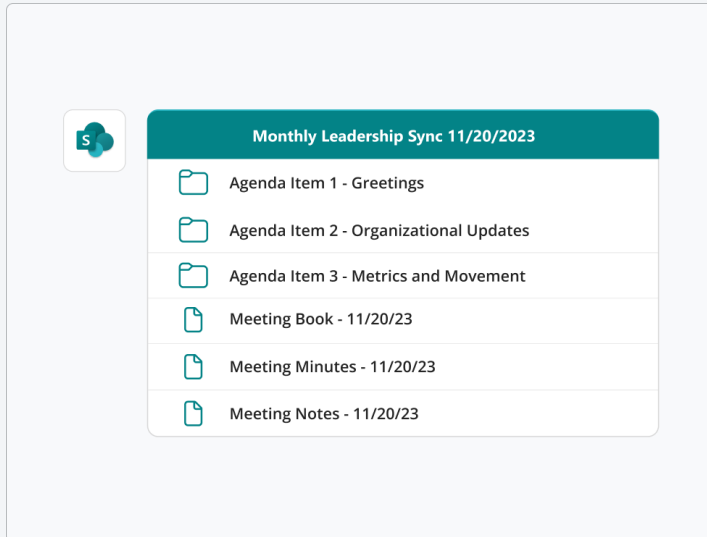 S
Monthly Leadership Sync 11/20/2023
Agenda Item 1 - Greetings
Agenda Item 2 - Organizational Updates
Agenda Item 3 - Metrics and Movement
Meeting Book - 11/20/23
Meeting Minutes - 11/20/23
Meeting Notes - 11/20/23